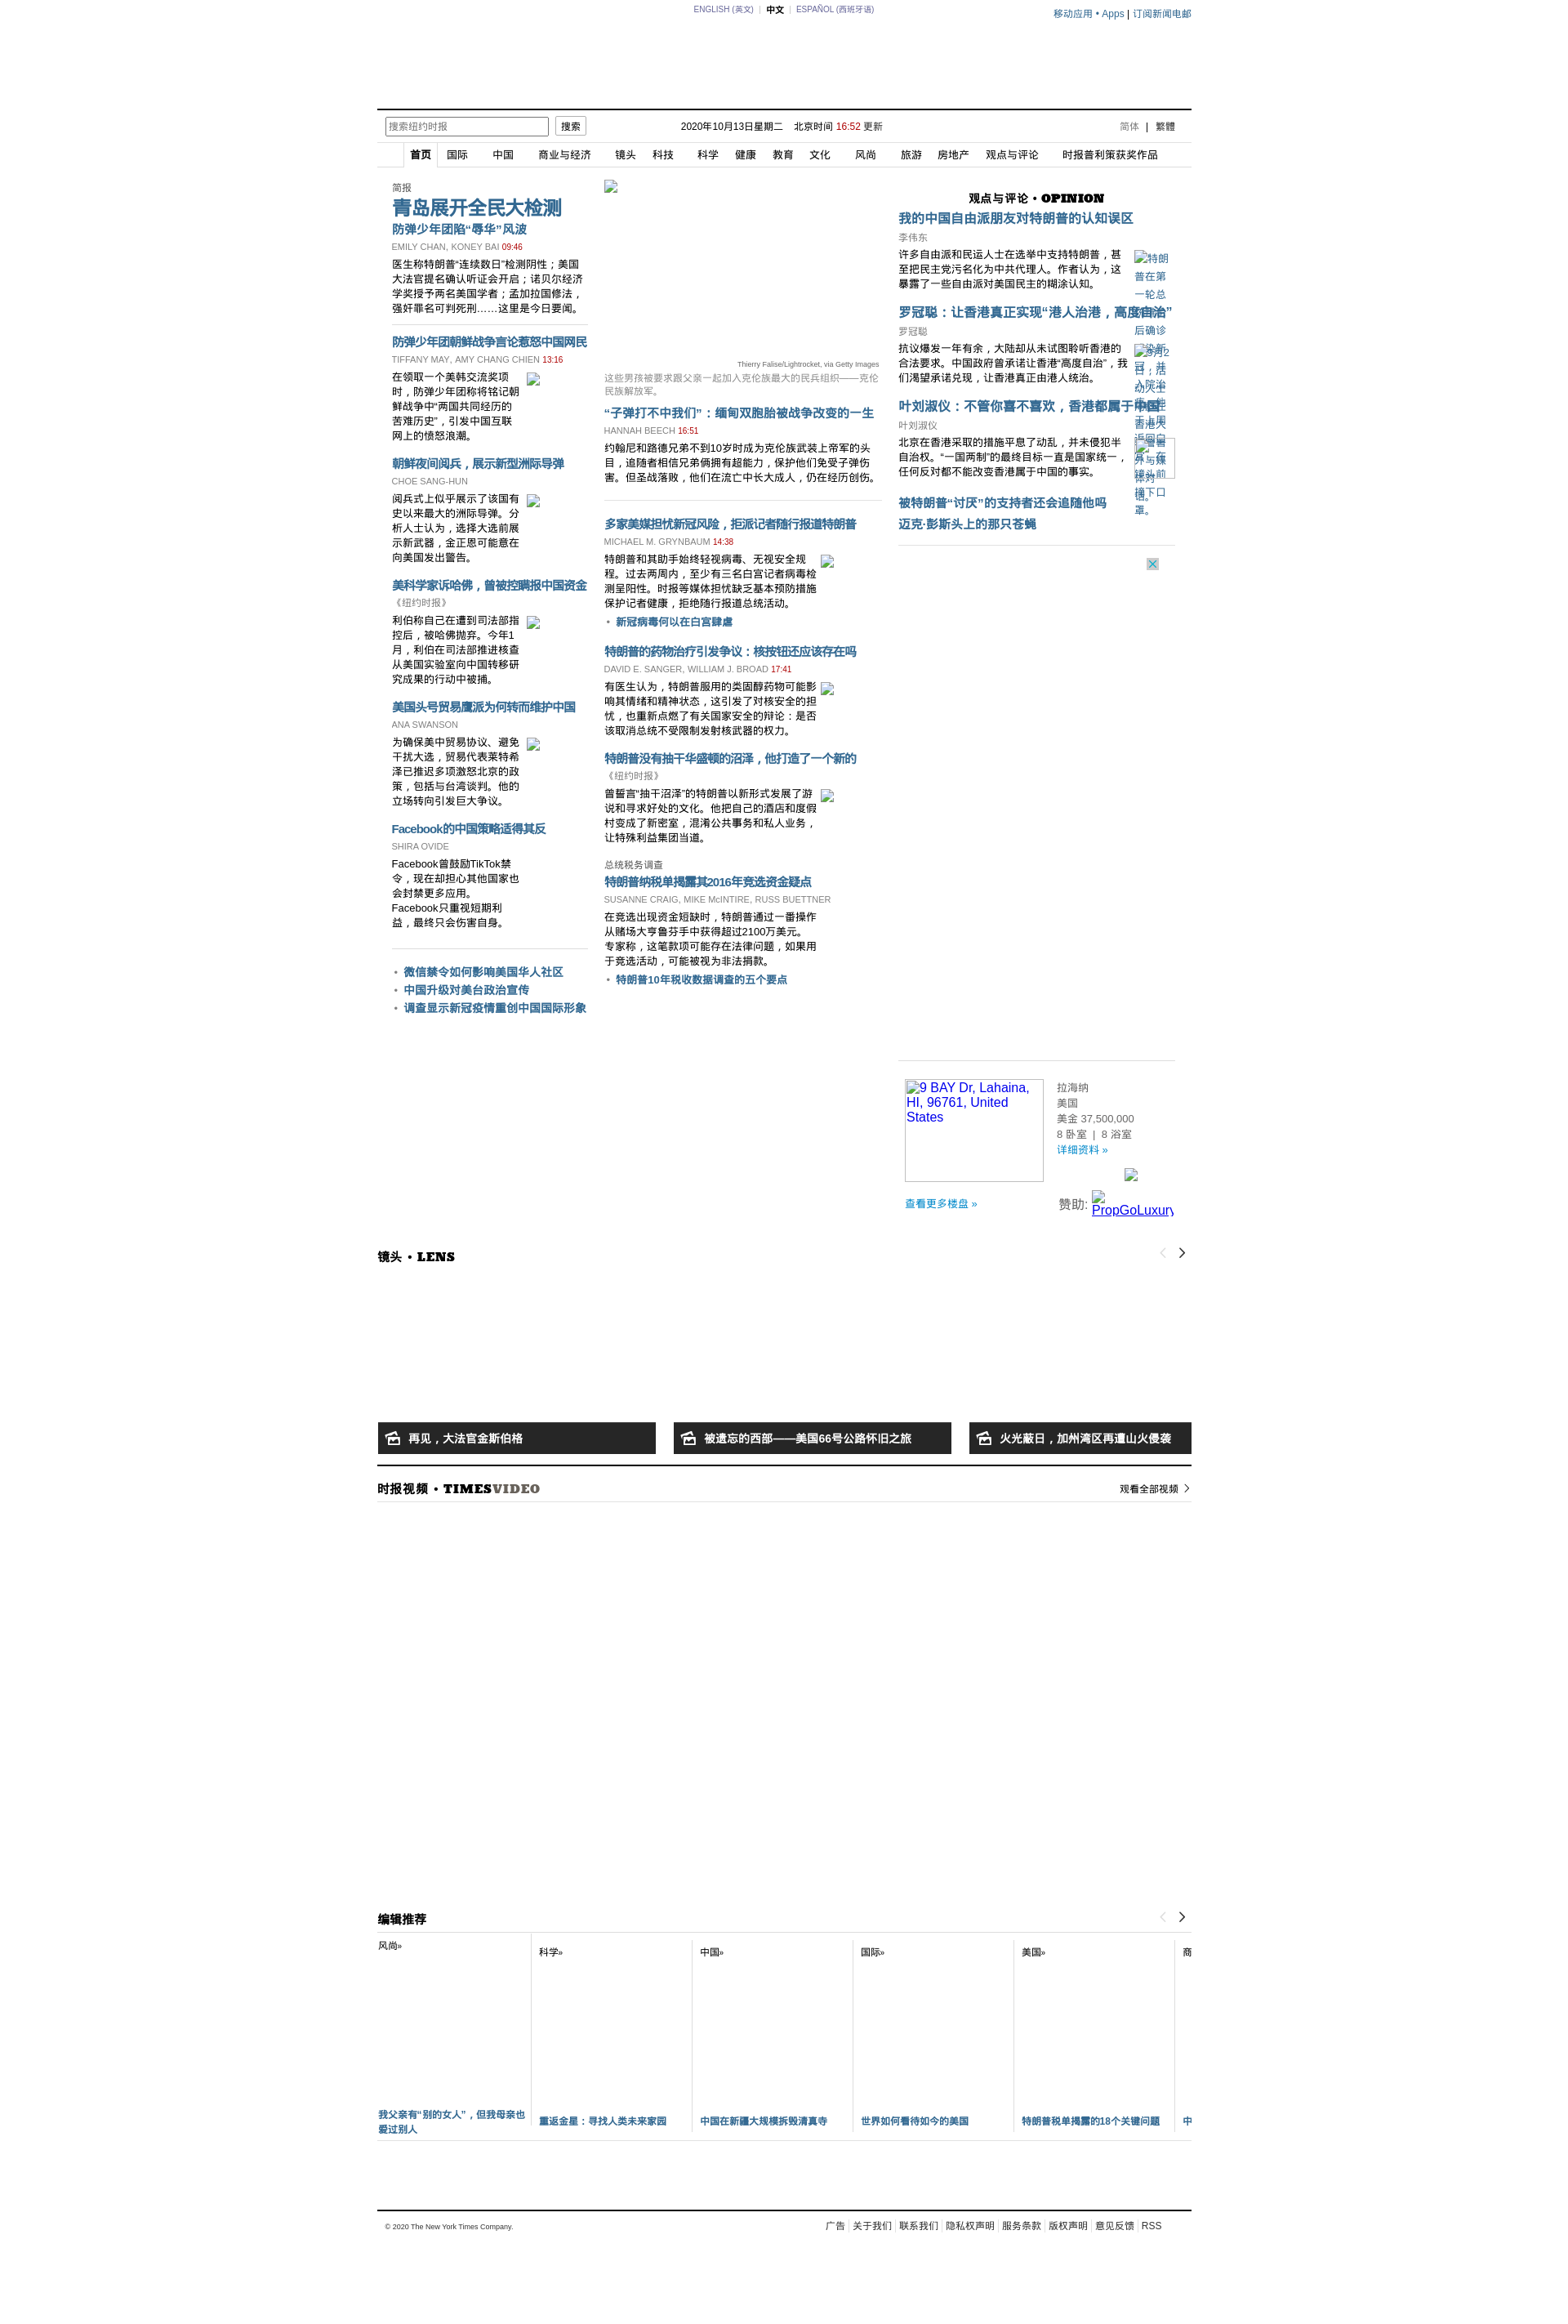 ENGLISH (英文) | 中文 | ESPAÑOL (西班牙语)
移动应用 • Apps | 订阅新闻电邮
搜索纽约时报 搜索
2020年10月13日星期二 北京时间 16:52 更新
简体 | 繁體
首页 国际 中国 商业与经济 镜头 科技 科学 健康 教育 文化 风尚 旅游 房地产 观点与评论 时报普利策获奖作品
简报
青岛展开全民大检测
防弹少年团陷“辱华”风波
EMILY CHAN, KONEY BAI 09:46
医生称特朗普“连续数日”检测阴性；美国
大法官提名确认听证会开启；诺贝尔经济
学奖授予两名美国学者；孟加拉国修法，
强奸罪名可判死刑……这里是今日要闻。
防弹少年团朝鲜战争言论惹怒中国网民
TIFFANY MAY, AMY CHANG CHIEN 13:16
在领取一个美韩交流奖项
时，防弹少年团称将铭记朝
鲜战争中“两国共同经历的
苦难历史”，引发中国互联
网上的愤怒浪潮。
朝鲜夜间阅兵，展示新型洲际导弹
CHOE SANG-HUN
阅兵式上似乎展示了该国有
史以来最大的洲际导弹。分
析人士认为，选择大选前展
示新武器，金正恩可能意在
向美国发出警告。
美科学家诉哈佛，曾被控瞒报中国资金
《纽约时报》
利伯称自己在遭到司法部指
控后，被哈佛抛弃。今年1
月，利伯在司法部推进核查
从美国实验室向中国转移研
究成果的行动中被捕。
美国头号贸易鹰派为何转而维护中国
ANA SWANSON
为确保美中贸易协议、避免
干扰大选，贸易代表莱特希
泽已推迟多项激怒北京的政
策，包括与台湾谈判。他的
立场转向引发巨大争议。
Facebook的中国策略适得其反
SHIRA OVIDE
Facebook曾鼓励TikTok禁
令，现在却担心其他国家也
会封禁更多应用。
Facebook只重视短期利
益，最终只会伤害自身。
• 微信禁令如何影响美国华人社区
• 中国升级对美台政治宣传
• 调查显示新冠疫情重创中国国际形象
Thierry Falise/Lightrocket, via Getty Images
这些男孩被要求跟父亲一起加入克伦族最大的民兵组织——克伦
民族解放军。
“子弹打不中我们”：缅甸双胞胎被战争改变的一生
HANNAH BEECH 16:51
约翰尼和路德兄弟不到10岁时成为克伦族武装上帝军的头
目，追随者相信兄弟俩拥有超能力，保护他们免受子弹伤
害。但圣战落败，他们在流亡中长大成人，仍在经历创伤。
多家美媒担忧新冠风险，拒派记者随行报道特朗普
MICHAEL M. GRYNBAUM 14:38
特朗普和其助手始终轻视病毒、无视安全规
程。过去两周内，至少有三名白宫记者病毒检
测呈阳性。时报等媒体担忧缺乏基本预防措施
保护记者健康，拒绝随行报道总统活动。
• 新冠病毒何以在白宫肆虐
特朗普的药物治疗引发争议：核按钮还应该存在吗
DAVID E. SANGER, WILLIAM J. BROAD 17:41
有医生认为，特朗普服用的类固醇药物可能影
响其情绪和精神状态，这引发了对核安全的担
忧，也重新点燃了有关国家安全的辩论：是否
该取消总统不受限制发射核武器的权力。
特朗普没有抽干华盛顿的沼泽，他打造了一个新的
《纽约时报》
曾誓言“抽干沼泽”的特朗普以新形式发展了游
说和寻求好处的文化。他把自己的酒店和度假
村变成了新密室，混淆公共事务和私人业务，
让特殊利益集团当道。
总统税务调查
特朗普纳税单揭露其2016年竞选资金疑点
SUSANNE CRAIG, MIKE McINTIRE, RUSS BUETTNER
在竞选出现资金短缺时，特朗普通过一番操作
从赌场大亨鲁芬手中获得超过2100万美元。
专家称，这笔款项可能存在法律问题，如果用
于竞选活动，可能被视为非法捐款。
• 特朗普10年税收数据调查的五个要点
观点与评论 • OPINION
我的中国自由派朋友对特朗普的认知误区
李伟东
许多自由派和民运人士在选举中支持特朗普，甚
至把民主党污名化为中共代理人。作者认为，这
暴露了一些自由派对美国民主的糊涂认知。
特朗
普在第
一轮总
罗冠聪：让香港真正实现“港人治港，高度自治”
罗冠聪
抗议爆发一年有余，大陆却从未试图聆听香港的
合法要求。中国政府曾承诺让香港“高度自治”，我
们渴望承诺兑现，让香港真正由港人统治。
后确诊
叶刘淑仪：不管你喜不喜欢，香港都属于中国
叶刘淑仪
北京在香港采取的措施平息了动乱，并未侵犯半
自治权。“一国两制”的最终目标一直是国家统一，
任何反对都不能改变香港属于中国的事实。
被特朗普“讨厌”的支持者还会追随他吗
迈克·彭斯头上的那只苍蝇
9 BAY Dr, Lahaina,
HI, 96761, United
States
拉海纳
美国
美金 37,500,000
8 卧室 | 8 浴室
详细资料 »
查看更多楼盘 »
赞助: PropGoLuxury
镜头 • LENS
再见，大法官金斯伯格
被遗忘的西部——美国66号公路怀旧之旅
火光蔽日，加州湾区再遭山火侵袭
时报视频 • TIMESVIDEO
观看全部视频
编辑推荐
风尚»
我父亲有“别的女人”，但我母亲也
爱过别人
科学»
重返金星：寻找人类未来家园
中国»
中国在新疆大规模拆毁清真寺
国际»
世界如何看待如今的美国
美国»
特朗普税单揭露的18个关键问题
商
中
© 2020 The New York Times Company.
广告 关于我们 联系我们 隐私权声明 服务条款 版权声明 意见反馈 RSS